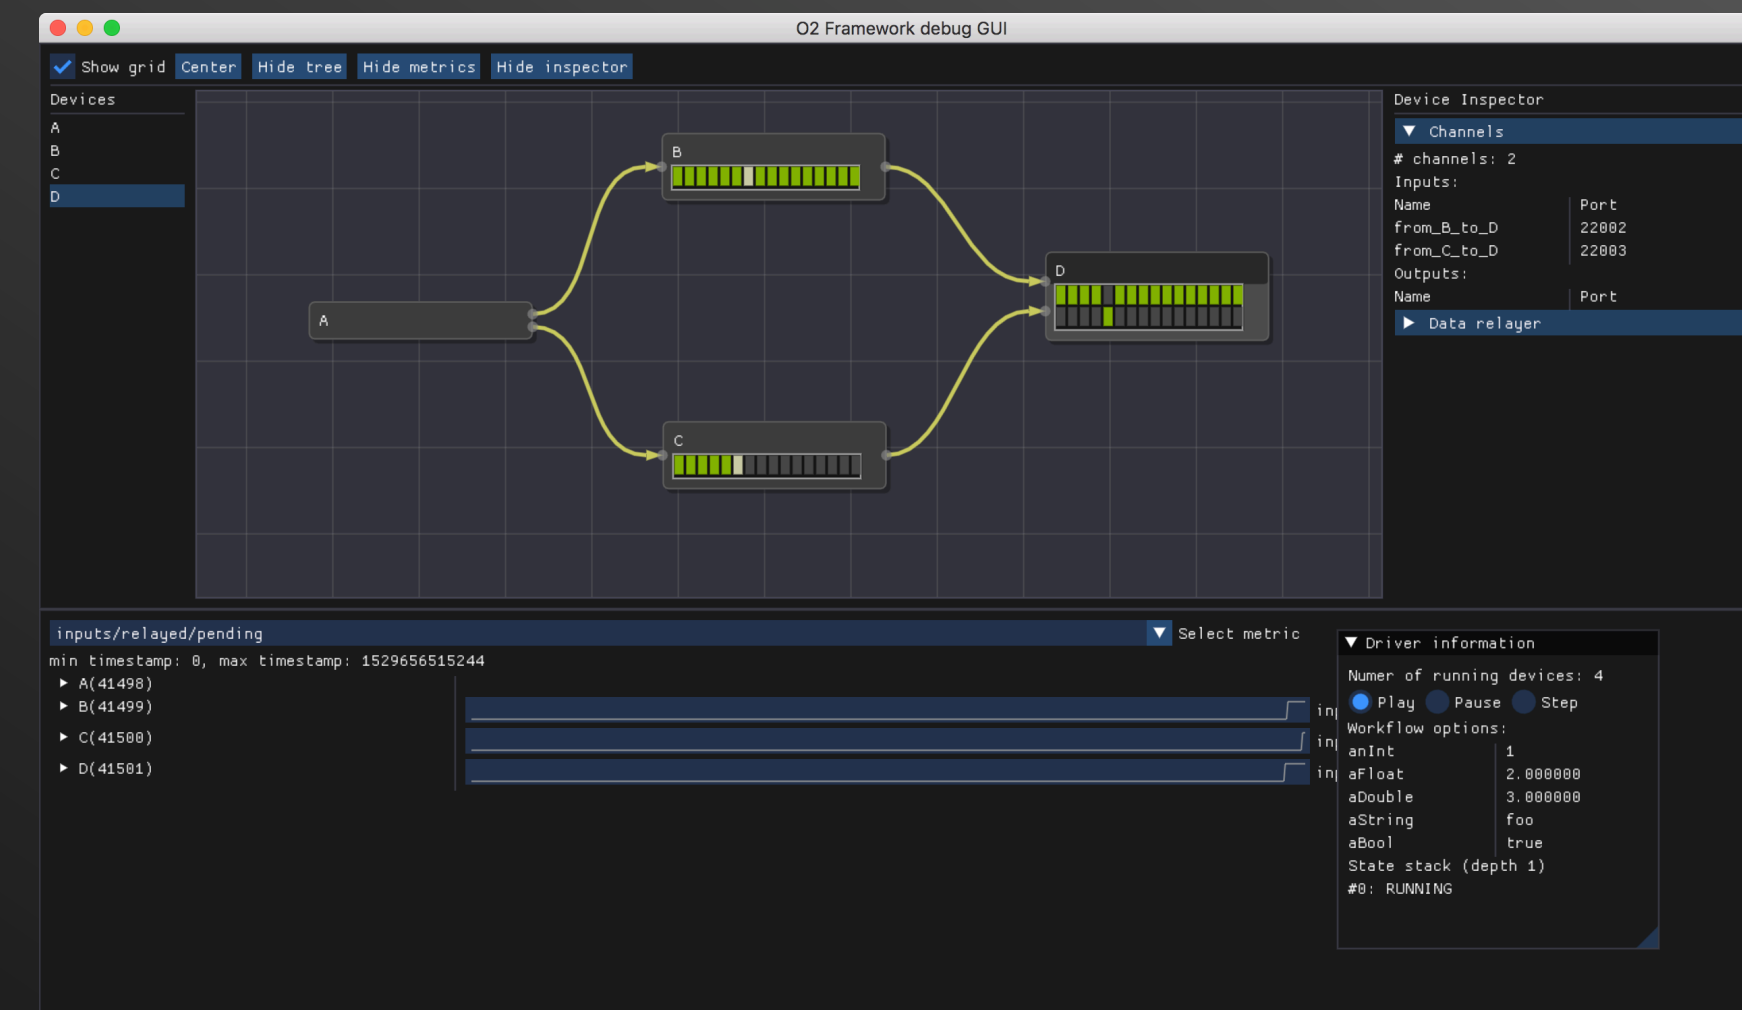 O2 Framework debug GUI
Show grid Center Hide tree Hide metrics Hide inspector
Devices
A
B
C
D
B
A
C
D
Device Inspector
Channels
# channels: 2
Inputs:
Name Port
from_B_to_D 22002
from_C_to_D 22003
Outputs:
Name Port
Data relayer
inputs/relayed/pending Select metric
min timestamp: 0, max timestamp: 1529656515244
A(41498)
B(41499)
C(41500)
D(41501)
Driver information
Numer of running devices: 4
Play Pause Step
Workflow options:
anInt 1
aFloat 2.000000
aDouble 3.000000
aString foo
aBool true
State stack (depth 1)
#0: RUNNING